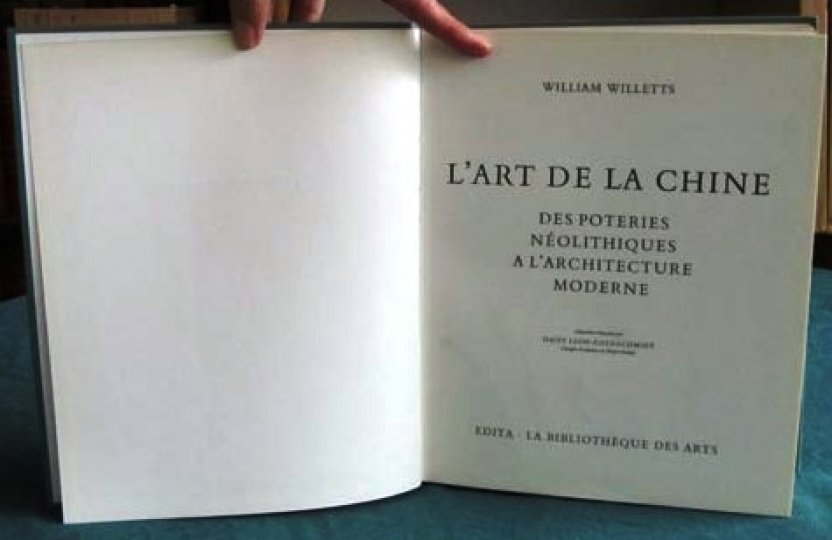 WILLIAM WILLETTS
L'ART DE LA CHINE
DES POTERIES
NÉOLITHIQUES
A L'ARCHITECTURE
MODERNE
EDITA · LA BIBLIOTHÈQUE DES ARTS